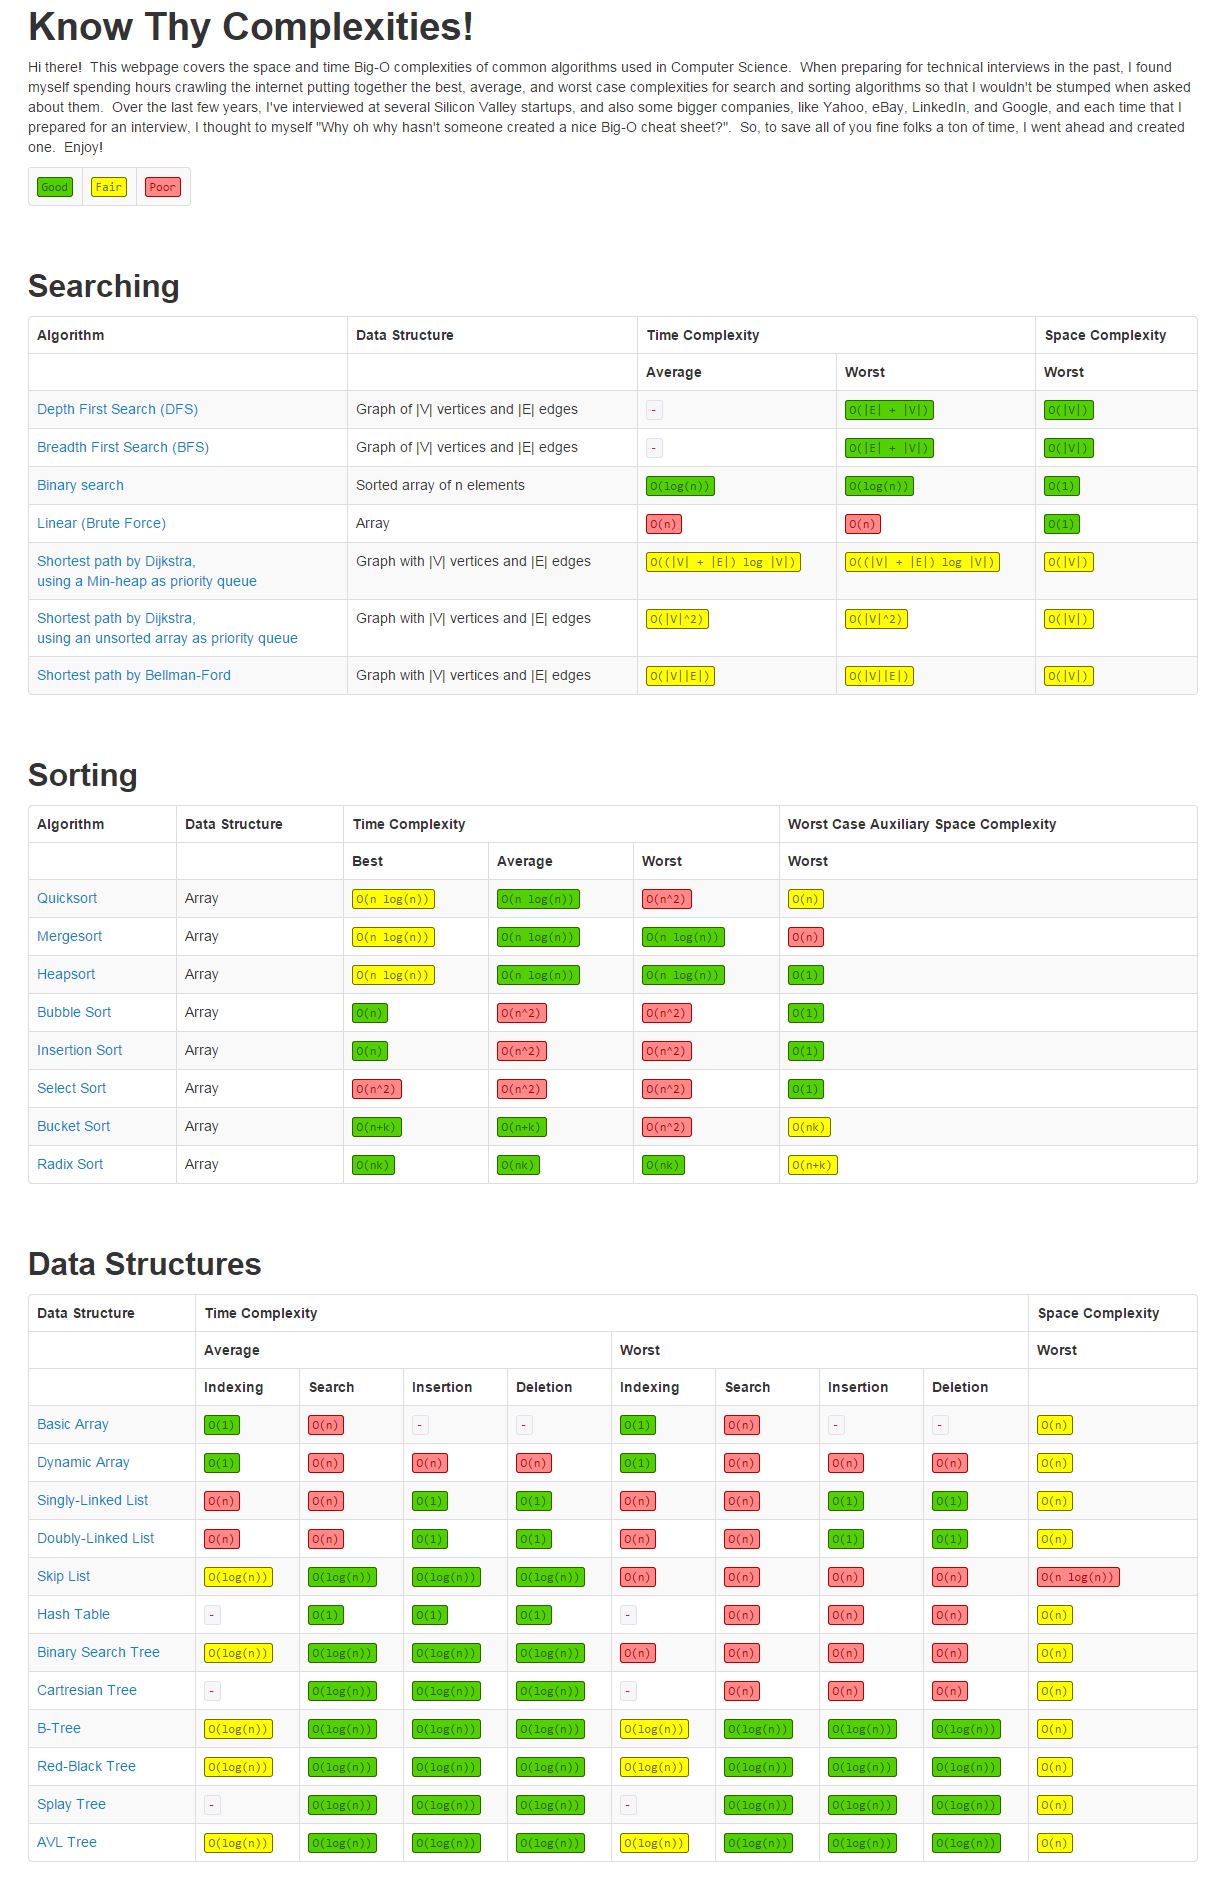 Know Thy Complexities!
Hi there!  This webpage covers the space and time Big-O complexities of common algorithms used in Computer Science.  When preparing for technical interviews in the past, I found
myself spending hours crawling the internet putting together the best, average, and worst case complexities for search and sorting algorithms so that I wouldn't be stumped when asked
about them.  Over the last few years, I've interviewed at several Silicon Valley startups, and also some bigger companies, like Yahoo, eBay, LinkedIn, and Google, and each time that I
prepared for an interview, I thought to myself "Why oh why hasn't someone created a nice Big-O cheat sheet?".  So, to save all of you fine folks a ton of time, I went ahead and created
one.  Enjoy!
Good Fair Poor
Searching
Algorithm Data Structure Time Complexity Space Complexity
Average Worst Worst
Depth First Search (DFS) Graph of |V| vertices and |E| edges - O(|E| + |V|) O(|V|)
Breadth First Search (BFS) Graph of |V| vertices and |E| edges - O(|E| + |V|) O(|V|)
Binary search Sorted array of n elements O(log(n)) O(log(n)) O(1)
Linear (Brute Force) Array O(n) O(n) O(1)
Shortest path by Dijkstra, Graph with |V| vertices and |E| edges O((|V| + |E|) log |V|) O((|V| + |E|) log |V|) O(|V|)
using a Min-heap as priority queue
Shortest path by Dijkstra, Graph with |V| vertices and |E| edges O(|V|^2) O(|V|^2) O(|V|)
using an unsorted array as priority queue
Shortest path by Bellman-Ford Graph with |V| vertices and |E| edges O(|V||E|) O(|V||E|) O(|V|)
Sorting
Algorithm Data Structure Time Complexity Worst Case Auxiliary Space Complexity
Best Average Worst Worst
Quicksort Array O(n log(n)) O(n log(n)) O(n^2) O(n)
Mergesort Array O(n log(n)) O(n log(n)) O(n log(n)) O(n)
Heapsort Array O(n log(n)) O(n log(n)) O(n log(n)) O(1)
Bubble Sort Array O(n) O(n^2) O(n^2) O(1)
Insertion Sort Array O(n) O(n^2) O(n^2) O(1)
Select Sort Array O(n^2) O(n^2) O(n^2) O(1)
Bucket Sort Array O(n+k) O(n+k) O(n^2) O(nk)
Radix Sort Array O(nk) O(nk) O(nk) O(n+k)
Data Structures
Data Structure Time Complexity Space Complexity
Average Worst Worst
Indexing Search Insertion Deletion Indexing Search Insertion Deletion
Basic Array O(1) O(n) - - O(1) O(n) - - O(n)
Dynamic Array O(1) O(n) O(n) O(n) O(1) O(n) O(n) O(n) O(n)
Singly-Linked List O(n) O(n) O(1) O(1) O(n) O(n) O(1) O(1) O(n)
Doubly-Linked List O(n) O(n) O(1) O(1) O(n) O(n) O(1) O(1) O(n)
Skip List O(log(n)) O(log(n)) O(log(n)) O(log(n)) O(n) O(n) O(n) O(n) O(n log(n))
Hash Table - O(1) O(1) O(1) - O(n) O(n) O(n) O(n)
Binary Search Tree O(log(n)) O(log(n)) O(log(n)) O(log(n)) O(n) O(n) O(n) O(n) O(n)
Cartresian Tree - O(log(n)) O(log(n)) O(log(n)) - O(n) O(n) O(n) O(n)
B-Tree O(log(n)) O(log(n)) O(log(n)) O(log(n)) O(log(n)) O(log(n)) O(log(n)) O(log(n)) O(n)
Red-Black Tree O(log(n)) O(log(n)) O(log(n)) O(log(n)) O(log(n)) O(log(n)) O(log(n)) O(log(n)) O(n)
Splay Tree - O(log(n)) O(log(n)) O(log(n)) - O(log(n)) O(log(n)) O(log(n)) O(n)
AVL Tree O(log(n)) O(log(n)) O(log(n)) O(log(n)) O(log(n)) O(log(n)) O(log(n)) O(log(n)) O(n)